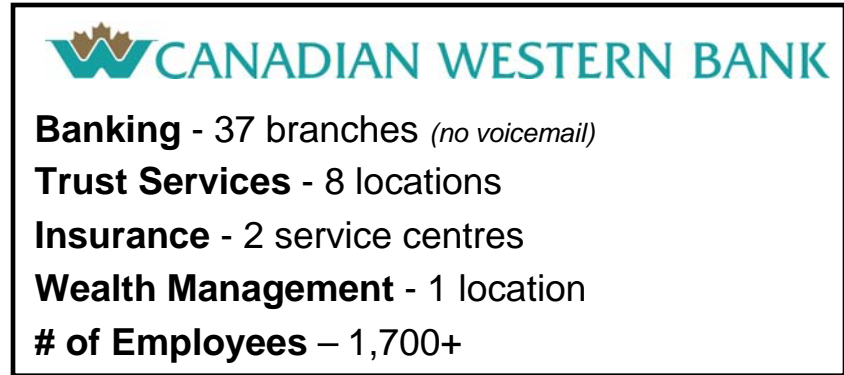 CANADIAN WESTERN BANK
Banking - 37 branches (no voicemail)
Trust Services - 8 locations
Insurance - 2 service centres
Wealth Management - 1 location
# of Employees – 1,700+